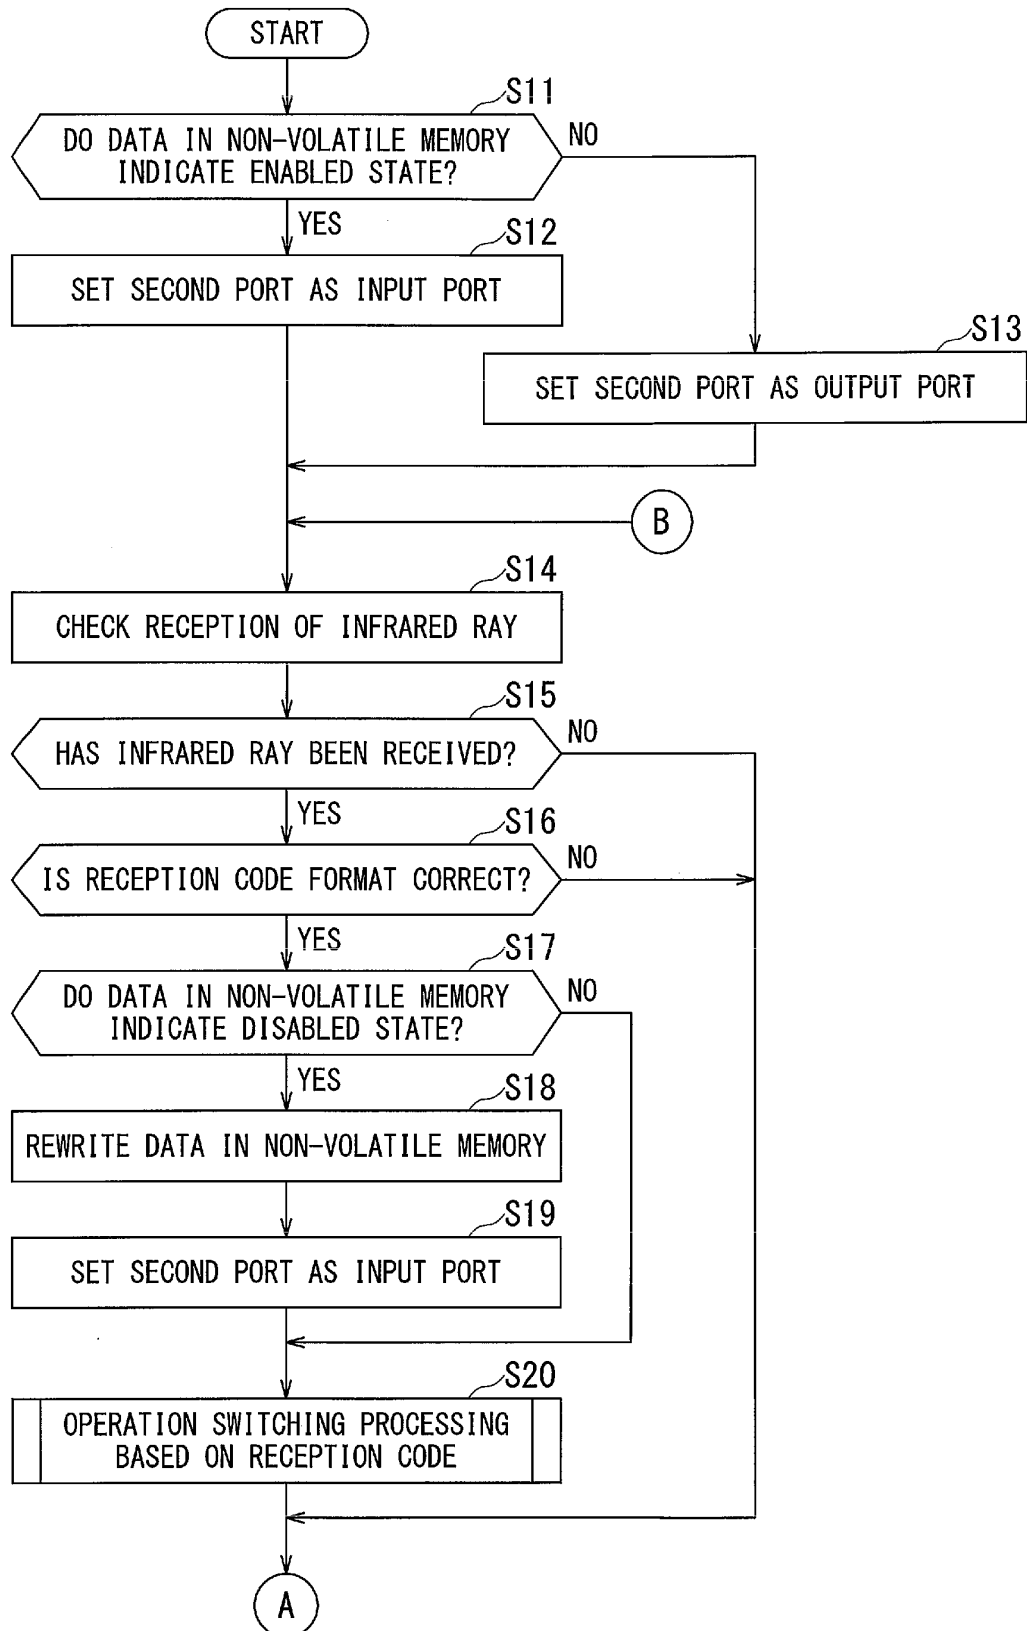 START
S11
DO DATA IN NON-VOLATILE MEMORY
INDICATE ENABLED STATE?
NO
YES
S12
SET SECOND PORT AS INPUT PORT
S13
SET SECOND PORT AS OUTPUT PORT
B
S14
CHECK RECEPTION OF INFRARED RAY
S15
HAS INFRARED RAY BEEN RECEIVED?
NO
YES
S16
IS RECEPTION CODE FORMAT CORRECT?
NO
YES
S17
DO DATA IN NON-VOLATILE MEMORY
INDICATE DISABLED STATE?
NO
YES
S18
REWRITE DATA IN NON-VOLATILE MEMORY
S19
SET SECOND PORT AS INPUT PORT
S20
OPERATION SWITCHING PROCESSING
BASED ON RECEPTION CODE
A